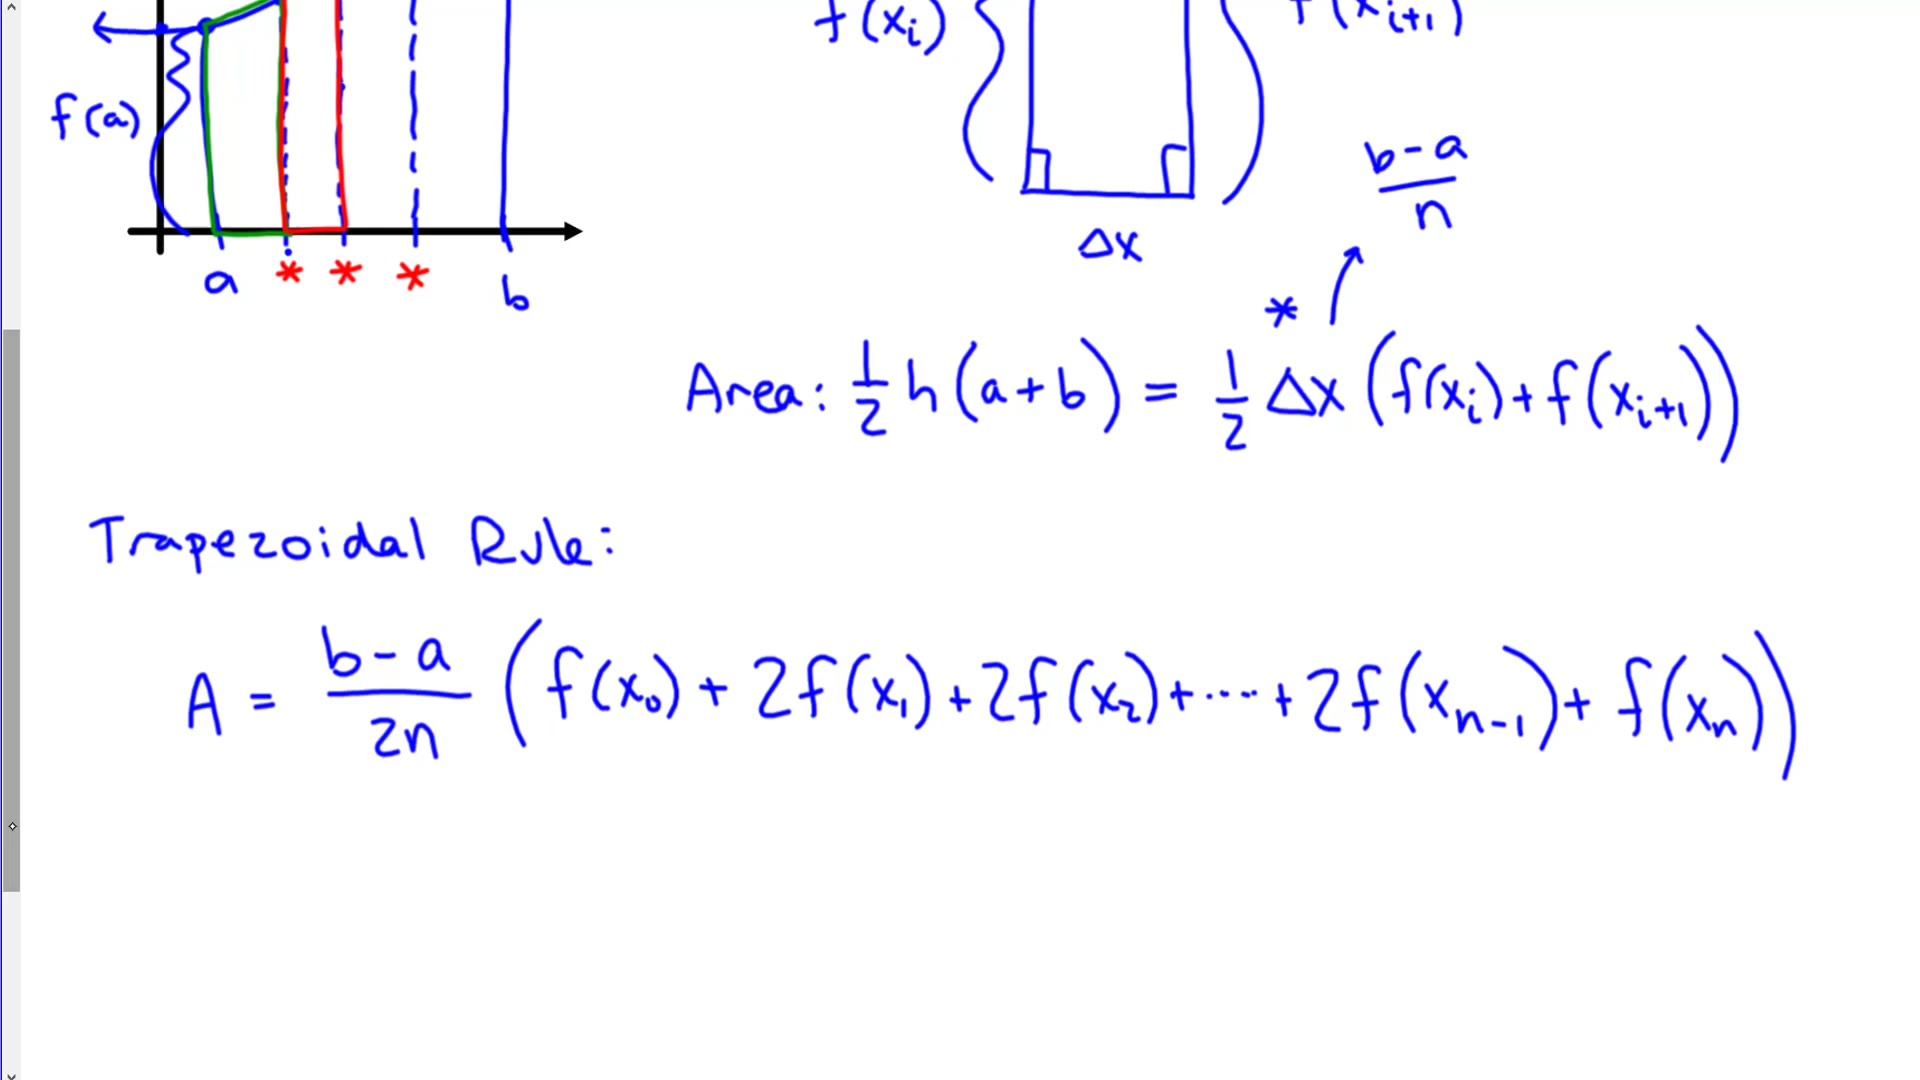 f(xᵢ) f(xᵢ₊₁)
f(a)
b-a/n
Δx
a * * * b
*
Area: 1/2 h(a+b) = 1/2 Δx (f(xᵢ)+f(xᵢ₊₁))
Trapezoidal Rule:
A = b-a/2n (f(x₀) + 2f(x₁) + 2f(x₂) + ... + 2f(xₙ₋₁) + f(xₙ))